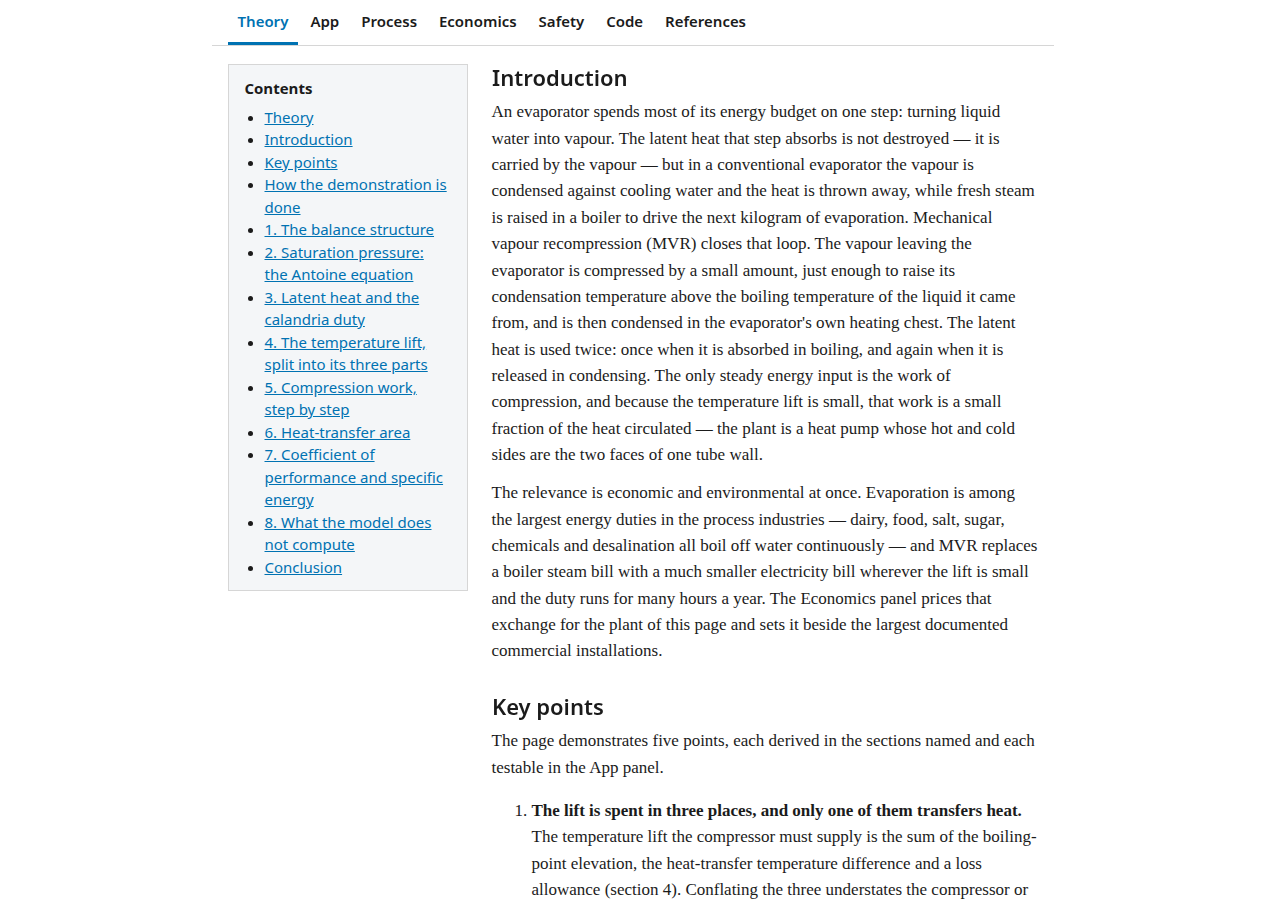 Theory App Process Economics Safety Code References
Contents
Theory
Introduction
Key points
How the demonstration is
done
1. The balance structure
2. Saturation pressure:
the Antoine equation
3. Latent heat and the
calandria duty
4. The temperature lift,
split into its three parts
5. Compression work,
step by step
6. Heat-transfer area
7. Coefficient of
performance and specific
energy
8. What the model does
not compute
Conclusion
Introduction
An evaporator spends most of its energy budget on one step: turning liquid
water into vapour. The latent heat that step absorbs is not destroyed — it is
carried by the vapour — but in a conventional evaporator the vapour is
condensed against cooling water and the heat is thrown away, while fresh steam
is raised in a boiler to drive the next kilogram of evaporation. Mechanical
vapour recompression (MVR) closes that loop. The vapour leaving the
evaporator is compressed by a small amount, just enough to raise its
condensation temperature above the boiling temperature of the liquid it came
from, and is then condensed in the evaporator's own heating chest. The latent
heat is used twice: once when it is absorbed in boiling, and again when it is
released in condensing. The only steady energy input is the work of
compression, and because the temperature lift is small, that work is a small
fraction of the heat circulated — the plant is a heat pump whose hot and cold
sides are the two faces of one tube wall.
The relevance is economic and environmental at once. Evaporation is among
the largest energy duties in the process industries — dairy, food, salt, sugar,
chemicals and desalination all boil off water continuously — and MVR replaces
a boiler steam bill with a much smaller electricity bill wherever the lift is small
and the duty runs for many hours a year. The Economics panel prices that
exchange for the plant of this page and sets it beside the largest documented
commercial installations.
Key points
The page demonstrates five points, each derived in the sections named and each
testable in the App panel.
1. The lift is spent in three places, and only one of them transfers heat.
The temperature lift the compressor must supply is the sum of the boiling-
point elevation, the heat-transfer temperature difference and a loss
allowance (section 4). Conflating the three understates the compressor or